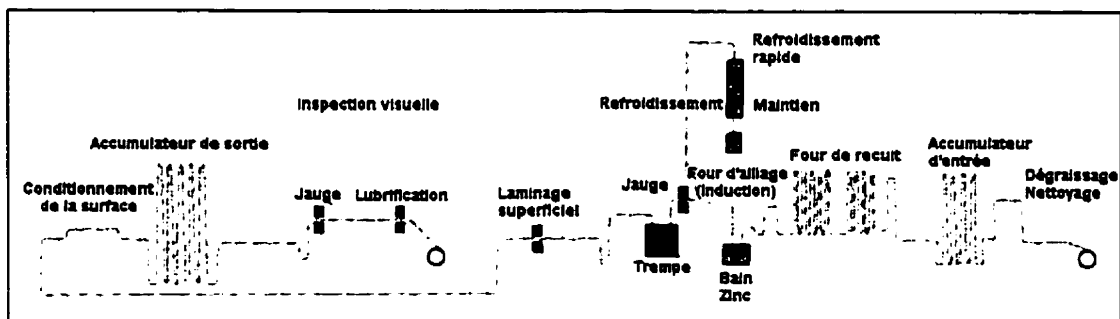 Refroidissement
rapide
Inspection visuelle
Refroidissement
Maintien
Accumulateur de sortie
Four de recuit
Accumulateur
d'entrée
Conditionnement
de la surface
Jauge
Lubrification
Laminage
superficiel
Jauge
Four d'alliage
(induction)
Dégraissage
Nettoyage
Trempe
Bain
Zinc